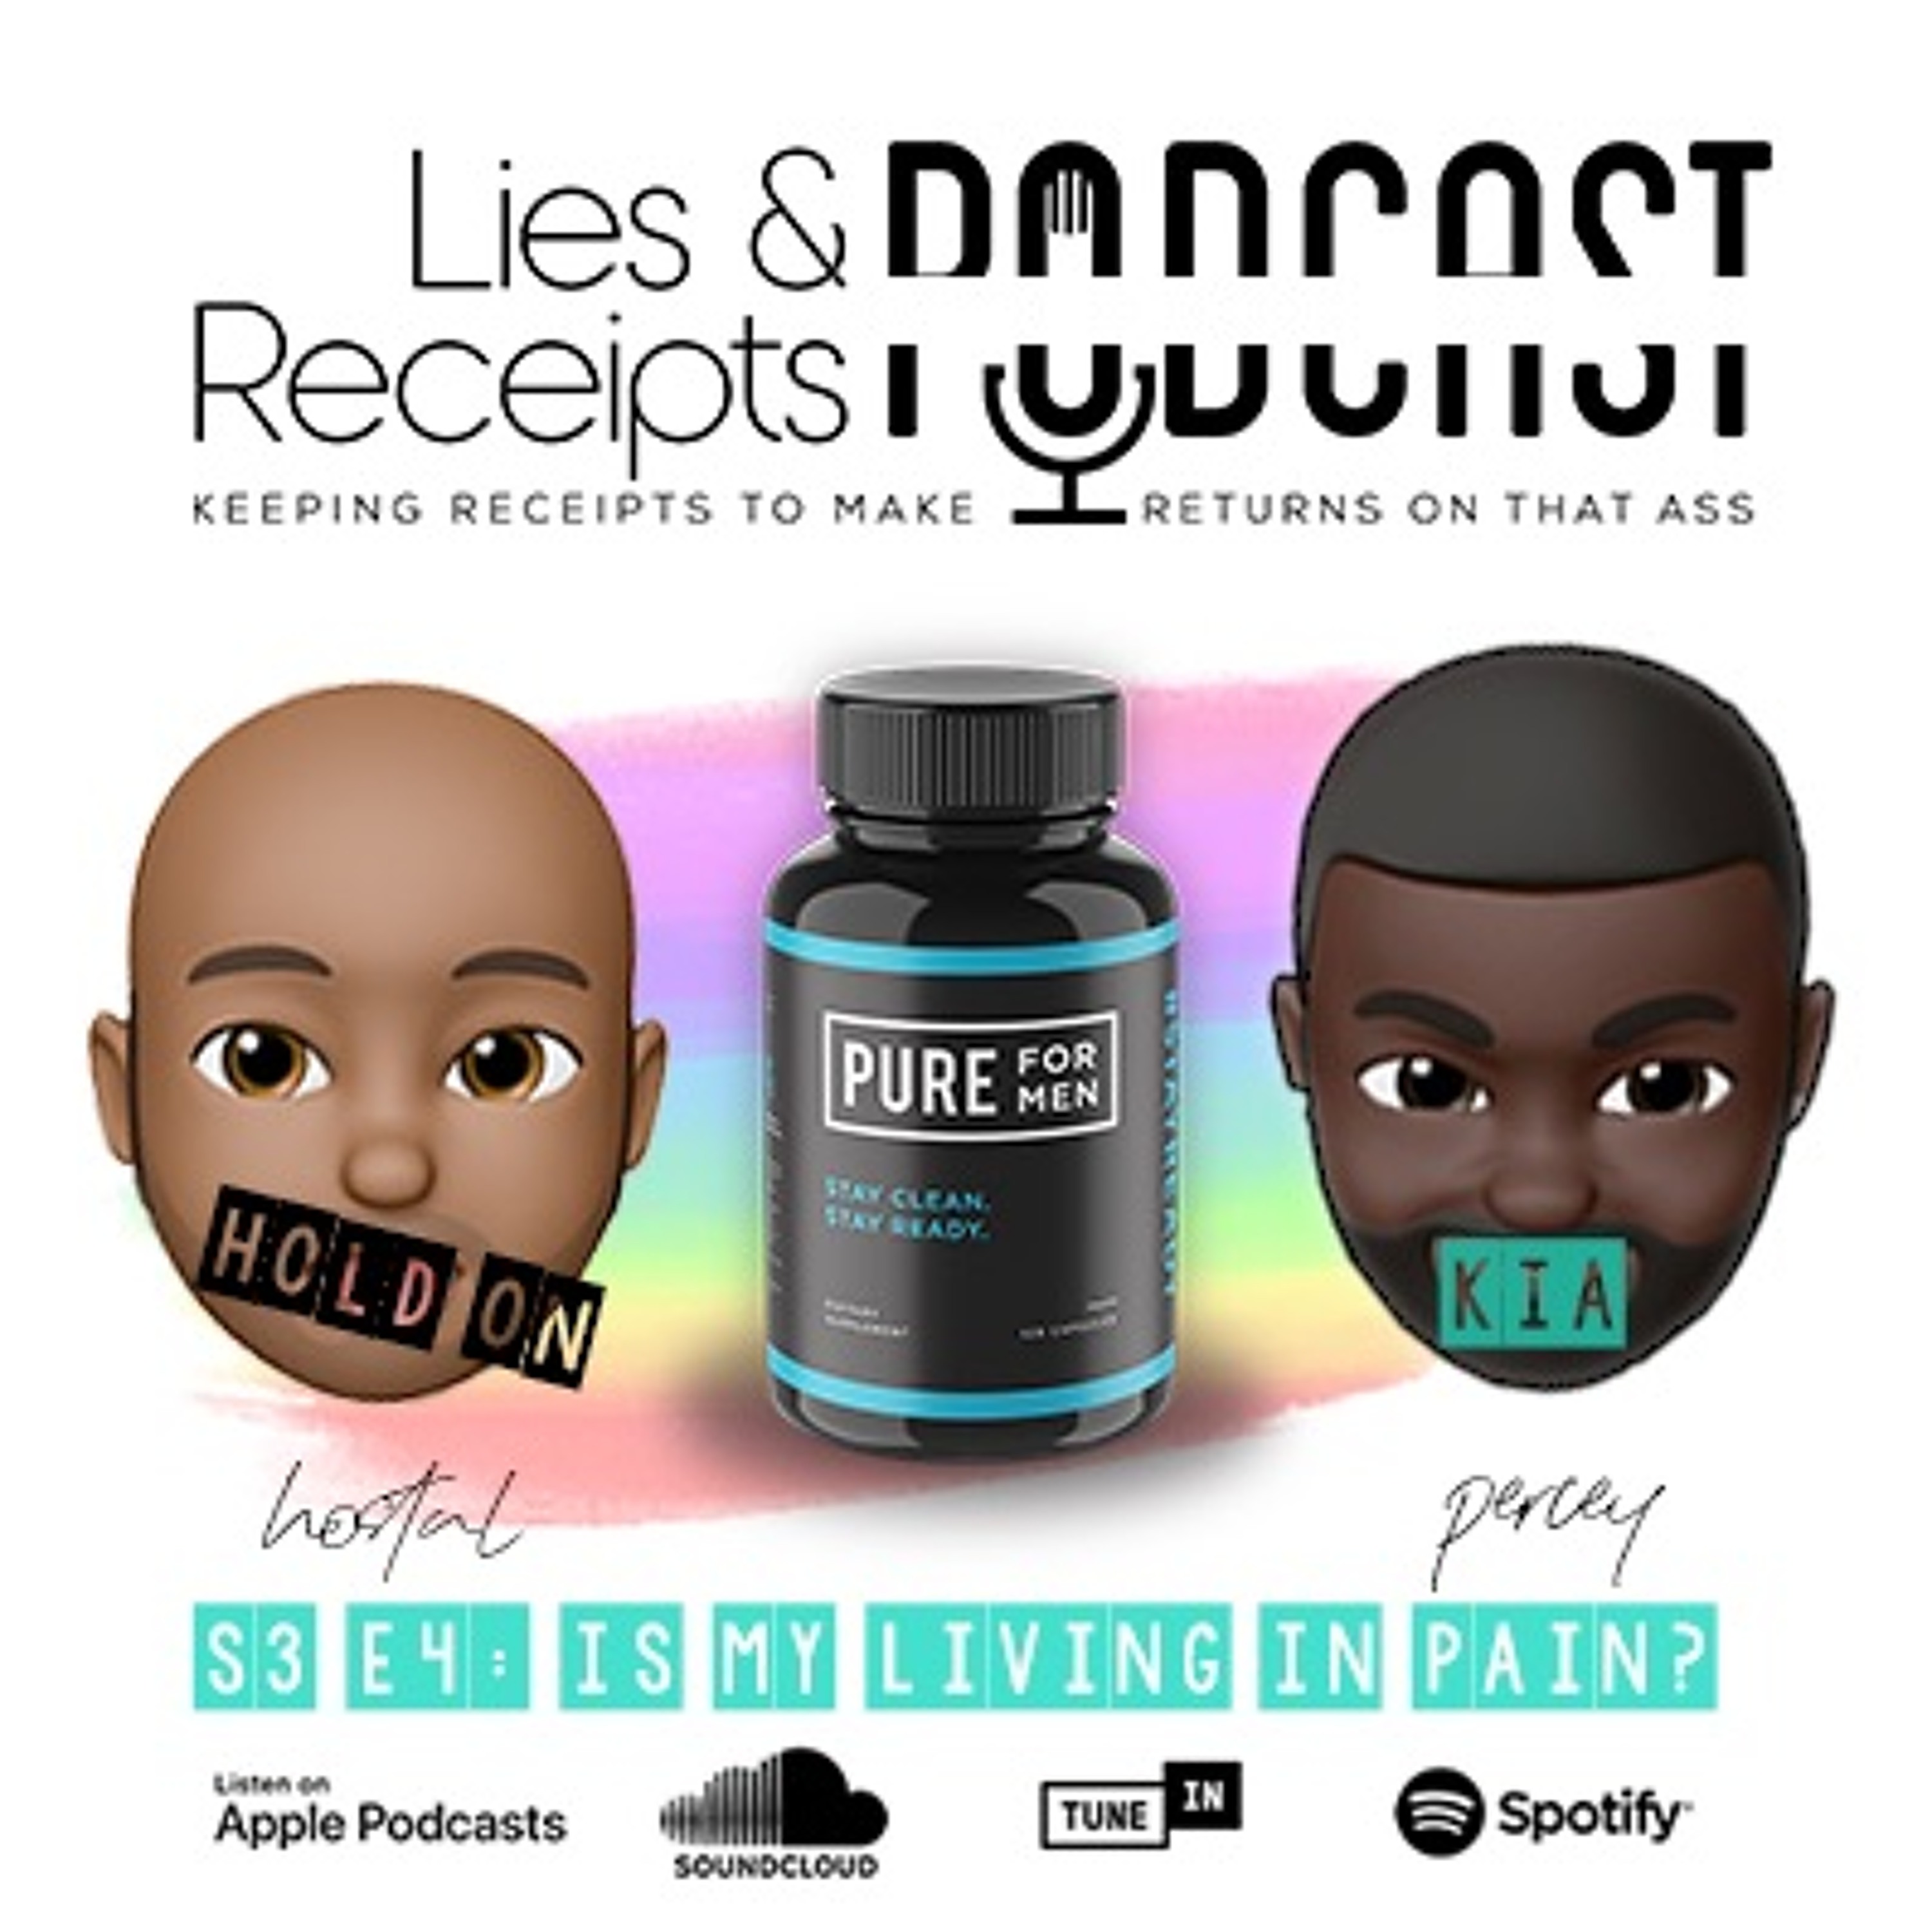 Lies &
Receipts
PODCAST
KEEPING RECEIPTS TO MAKE RETURNS ON THAT ASS
PURE FOR MEN
STAY CLEAN.
STAY READY.
HOLD ON
KIA
hostal
percey
S3 E4: IS MY LIVING IN PAIN?
Listen on
Apple Podcasts
SOUNDCLOUD
TUNE IN
Spotify